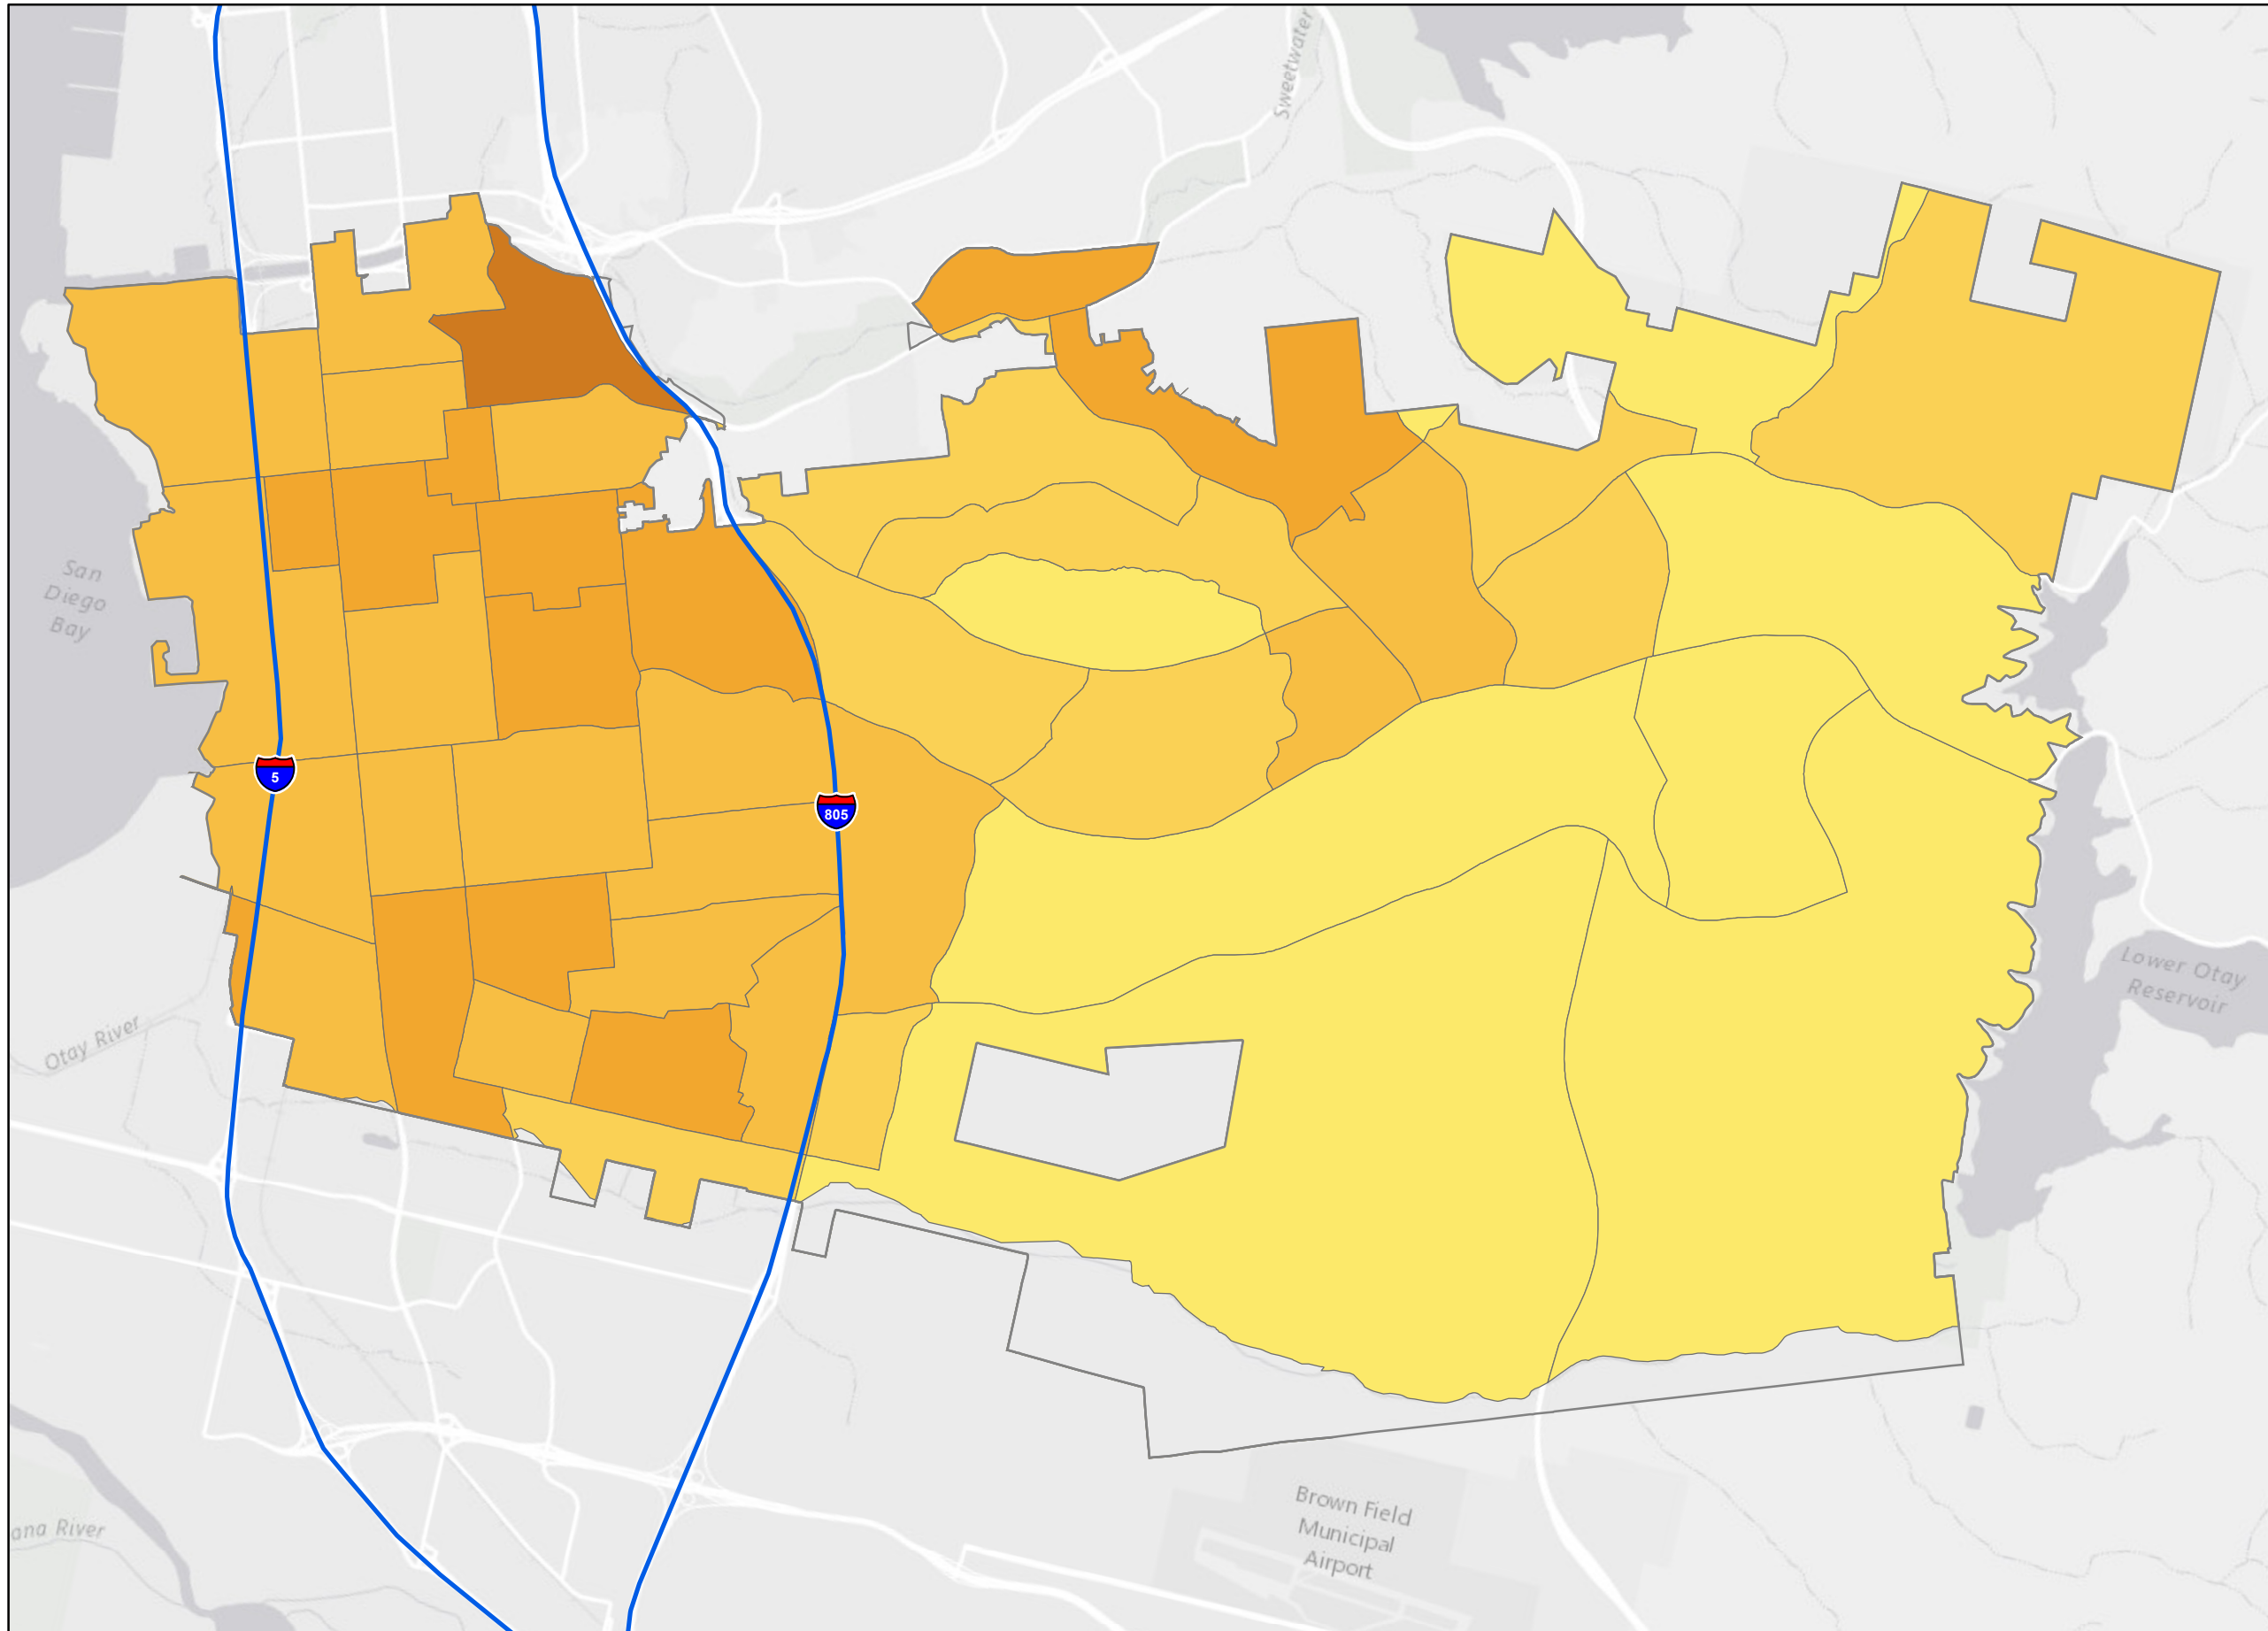 Sweetwater
San
Diego
Bay
5
805
Lower Otay
Reservoir
Otay River
ana River
Brown Field
Municipal
Airport